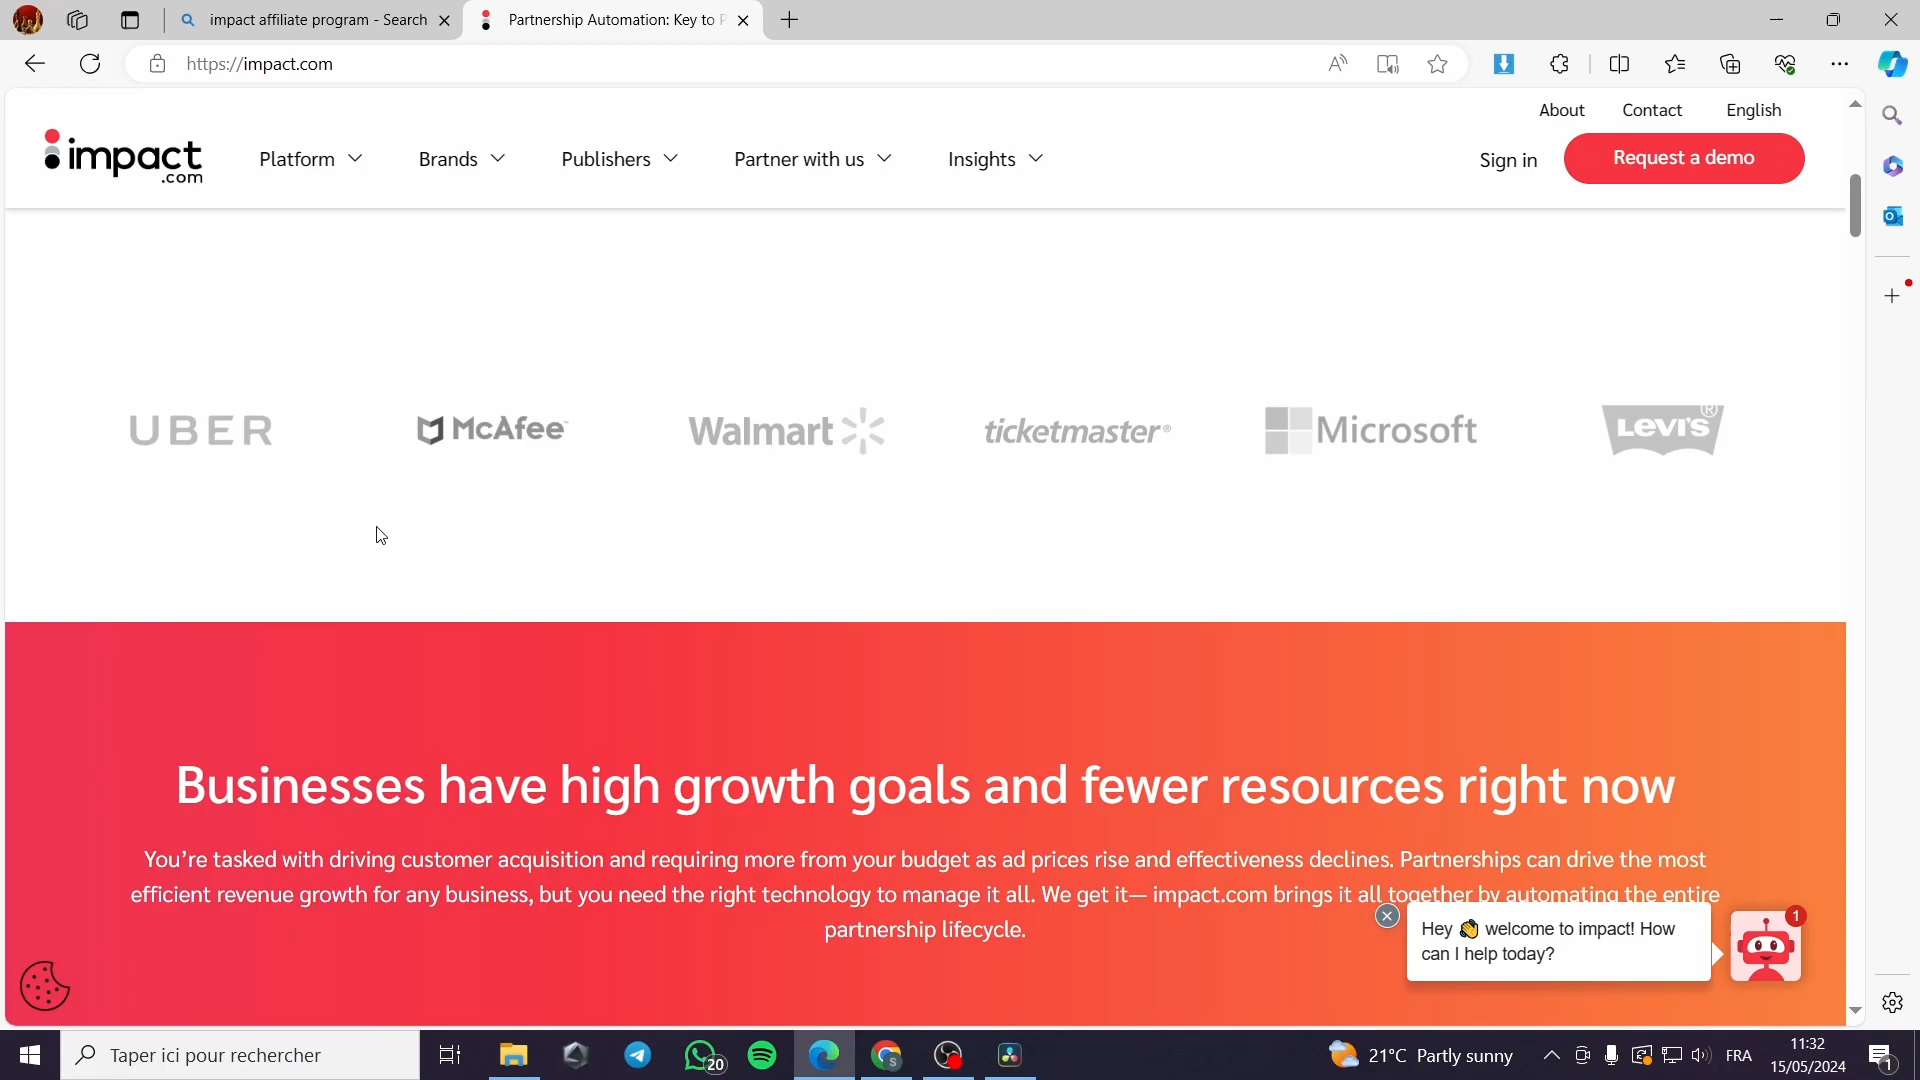 impact affiliate program - Search
Partnership Automation: Key to P
https://impact.com
About
Contact
English
impact
.com
Platform
Brands
Publishers
Partner with us
Insights
Sign in
Request a demo
UBER
McAfee
Walmart
ticketmaster®
Microsoft
LEVI'S®
Businesses have high growth goals and fewer resources right now
You’re tasked with driving customer acquisition and requiring more from your budget as ad prices rise and effectiveness declines. Partnerships can drive the most
efficient revenue growth for any business, but you need the right technology to manage it all. We get it— impact.com brings it all together by automating the entire
partnership lifecycle.
Hey 👋 welcome to impact! How
can I help today?
1
Taper ici pour rechercher
20
21°C Partly sunny
FRA
11:32
15/05/2024
1